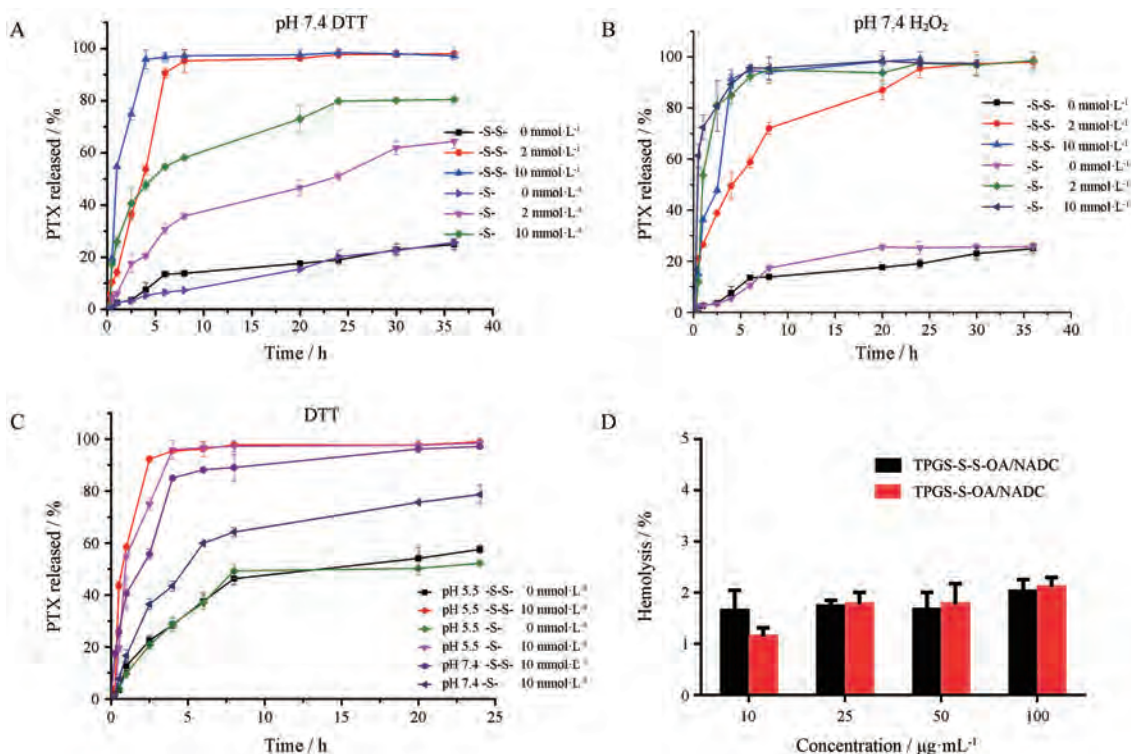 A
pH 7.4 DTT
PTX released / %
100
80
60
40
20
0
-S-S- 0 mmol·L⁻¹
-S-S- 2 mmol·L⁻¹
-S-S- 10 mmol·L⁻¹
-S- 0 mmol·L⁻¹
-S- 2 mmol·L⁻¹
-S- 10 mmol·L⁻¹
0 5 10 15 20 25 30 35 40
Time / h
B
pH 7.4 H₂O₂
PTX released / %
100
80
60
40
20
0
-S-S- 0 mmol·L⁻¹
-S-S- 2 mmol·L⁻¹
-S-S- 10 mmol·L⁻¹
-S- 0 mmol·L⁻¹
-S- 2 mmol·L⁻¹
-S- 10 mmol·L⁻¹
0 5 10 15 20 25 30 35 40
Time / h
C
DTT
PTX released / %
100
80
60
40
20
0
pH 5.5 -S-S- 0 mmol·L⁻¹
pH 5.5 -S-S- 10 mmol·L⁻¹
pH 5.5 -S- 0 mmol·L⁻¹
pH 5.5 -S- 10 mmol·L⁻¹
pH 7.4 -S-S- 10 mmol·L⁻¹
pH 7.4 -S- 10 mmol·L⁻¹
0 5 10 15 20 25
Time / h
D
Hemolysis / %
5
4
3
2
1
0
TPGS-S-S-OA/NADC
TPGS-S-OA/NADC
10 25 50 100
Concentration / μg·mL⁻¹